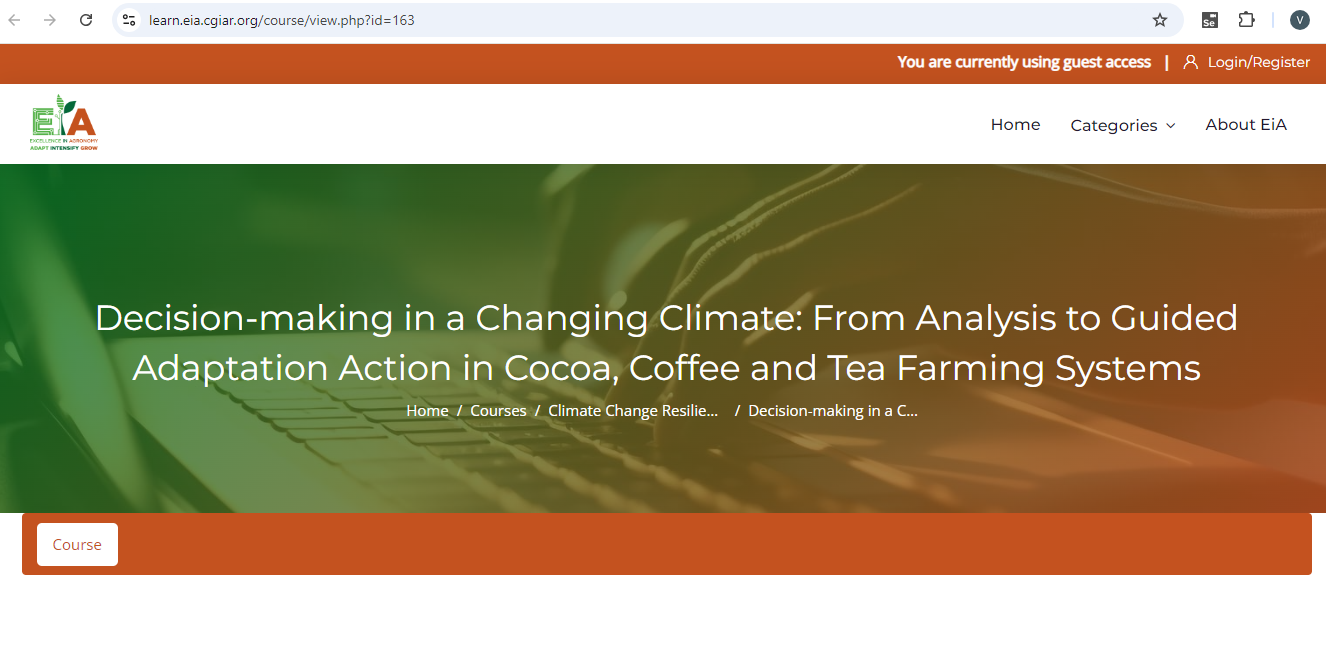 learn.eia.cgiar.org/course/view.php?id=163
Se
V
You are currently using guest access | Login/Register
EiA
EXCELLENCE IN AGRONOMY
ADAPT INTENSIFY GROW
Home Categories About EiA
Decision-making in a Changing Climate: From Analysis to Guided
Adaptation Action in Cocoa, Coffee and Tea Farming Systems
Home / Courses / Climate Change Resilie... / Decision-making in a C...
Course